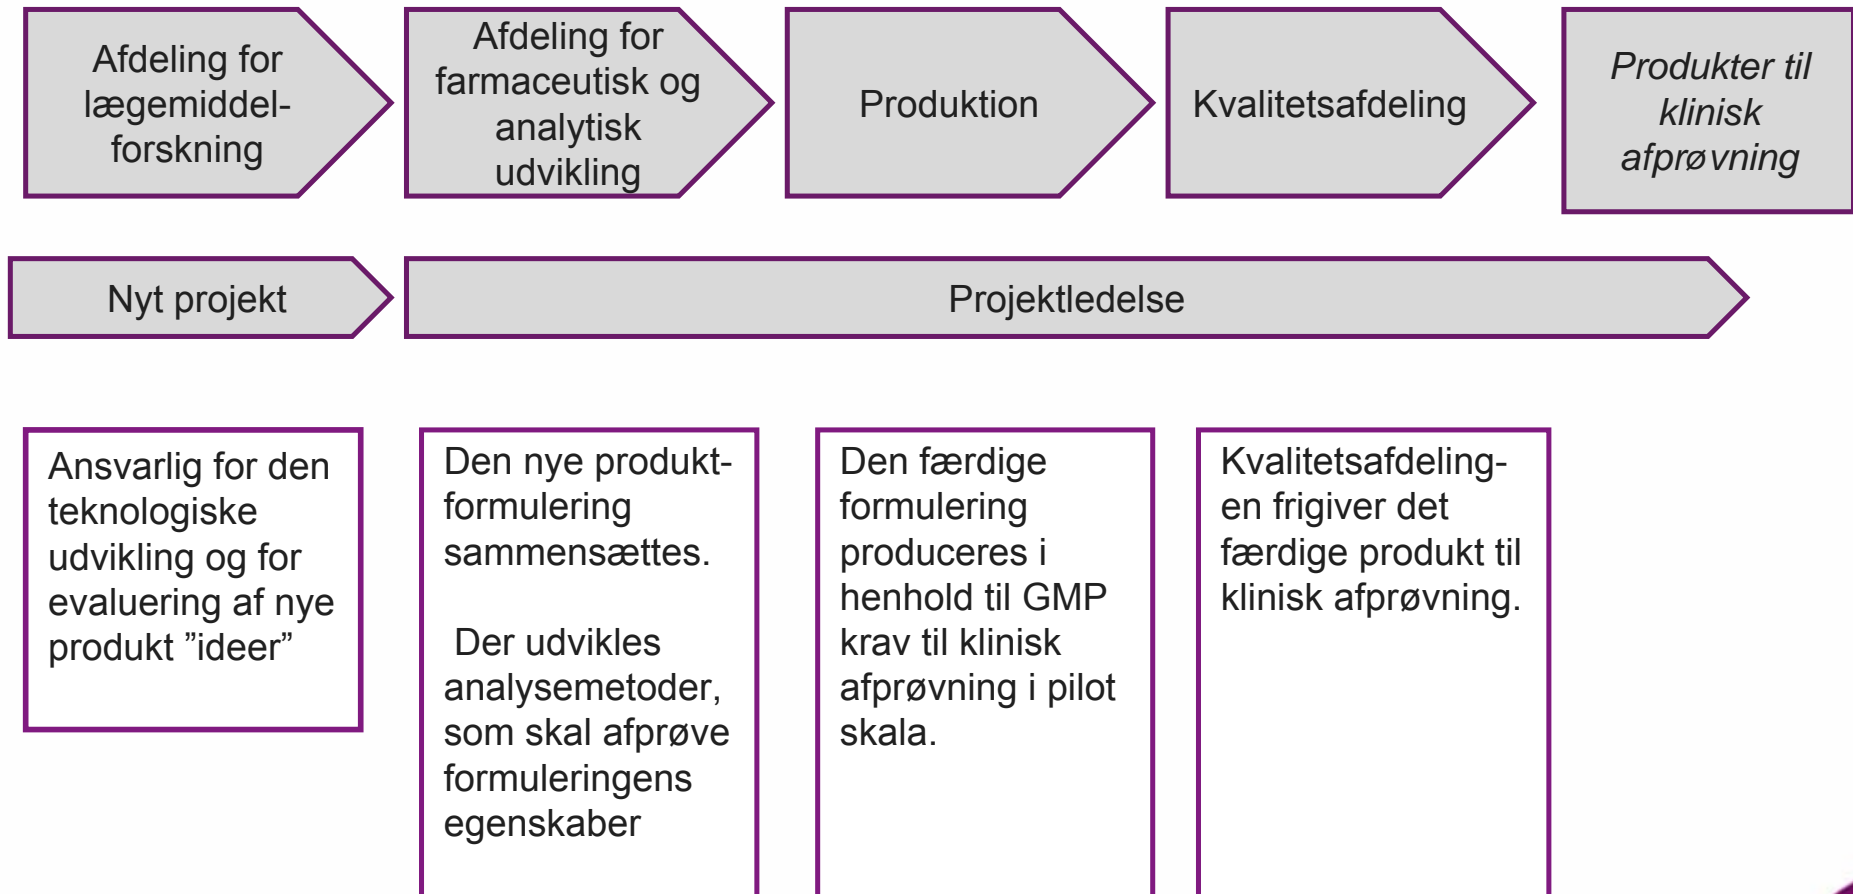 Afdeling for
lægemiddel-
forskning
Afdeling for
farmaceutisk og
analytisk
udvikling
Produktion
Kvalitetsafdeling
Produkter til
klinisk
afprøvning
Nyt projekt
Projektledelse
Ansvarlig for den
teknologiske
udvikling og for
evaluering af nye
produkt ”ideer”
Den nye produkt-
formulering
sammensættes.
Der udvikles
analysemetoder,
som skal afprøve
formuleringens
egenskaber
Den færdige
formulering
produceres i
henhold til GMP
krav til klinisk
afprøvning i pilot
skala.
Kvalitetsafdeling-
en frigiver det
færdige produkt til
klinisk afprøvning.